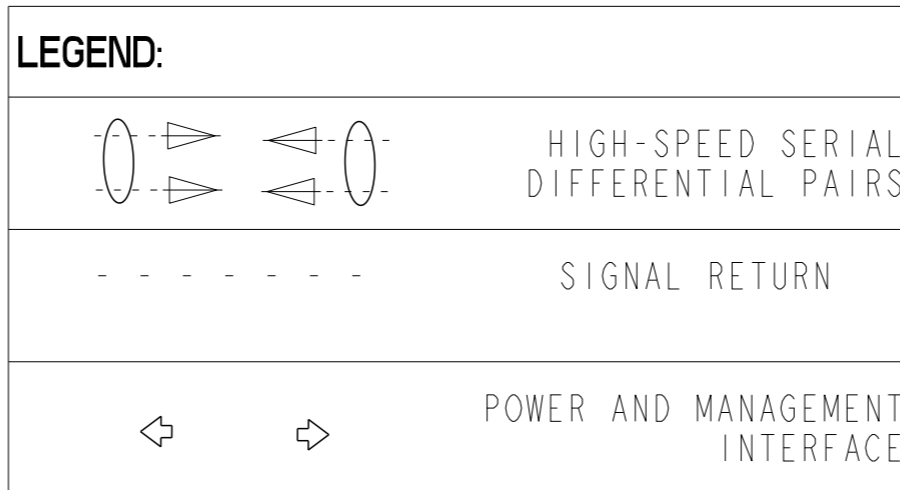 LEGEND:
HIGH-SPEED SERIAL
DIFFERENTIAL PAIRS
SIGNAL RETURN
POWER AND MANAGEMENT
INTERFACE